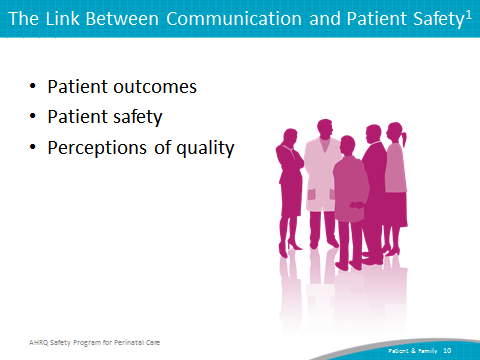 The Link Between Communication and Patient Safety1
• Patient outcomes
• Patient safety
• Perceptions of quality
AHRQ Safety Program for Perinatal Care
Patient & Family 10